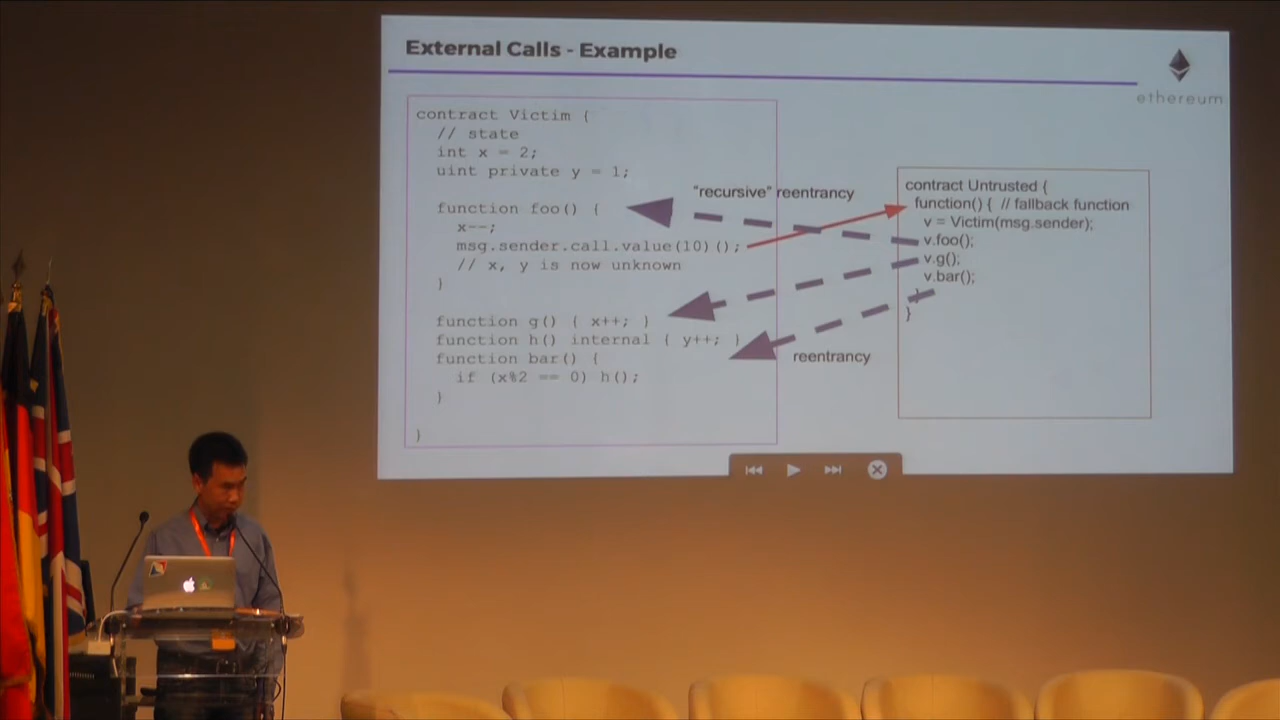 External Calls - Example
ethereum
contract Victim {
// state
int x = 2;
uint private y = 1;
function foo() {
x--;
msg.sender.call.value(10)();
// x, y is now unknown
}
function g() { x++; }
function h() internal { y++; }
function bar() {
if (x%2 == 0) h();
}
}
"recursive" reentrancy
reentrancy
contract Untrusted {
function() { // fallback function
v = Victim(msg.sender);
v.foo();
v.g();
v.bar();
}
}